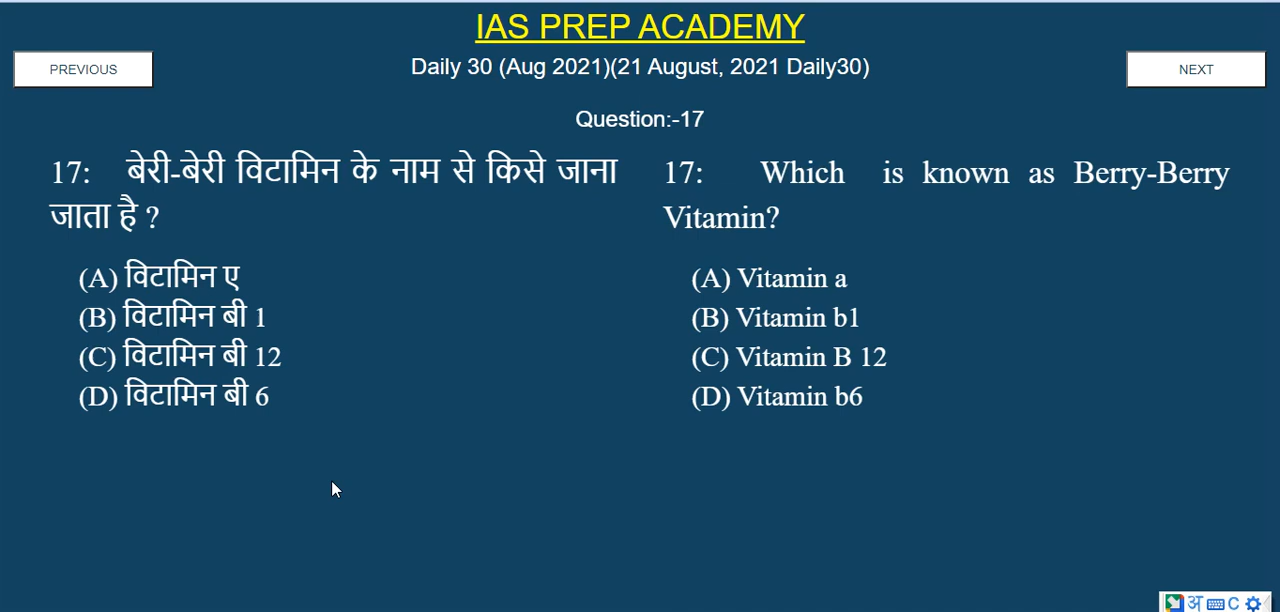 IAS PREP ACADEMY
PREVIOUS
Daily 30 (Aug 2021)(21 August, 2021 Daily30)
NEXT
Question:-17
17: बेरी-बेरी विटामिन के नाम से किसे जाना
जाता है ?
(A) विटामिन ए
(B) विटामिन बी 1
(C) विटामिन बी 12
(D) विटामिन बी 6
17: Which is known as Berry-Berry
Vitamin?
(A) Vitamin a
(B) Vitamin b1
(C) Vitamin B 12
(D) Vitamin b6
अ C